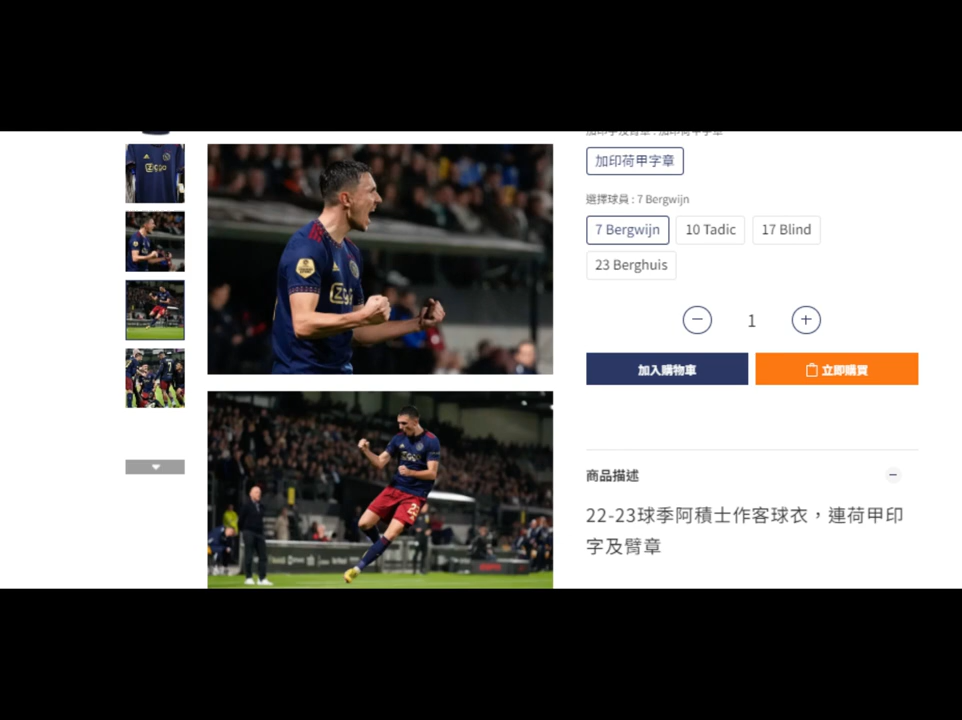 加印荷甲字章
選擇球員 : 7 Bergwijn
7 Bergwijn
10 Tadic
17 Blind
23 Berghuis
1
加入購物車
立即購買
商品描述
22-23球季阿積士作客球衣，連荷甲印
字及臂章
ESPN